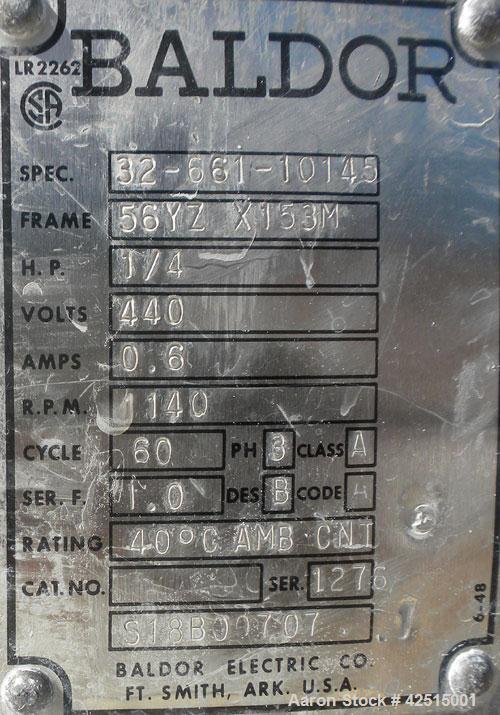 BALDOR
LR2262
SPEC. 32-661-10145
FRAME 56YZ X153M
H.P. 1/4
VOLTS 440
AMPS 0.6
R.P.M. 1140
CYCLE 60 PH 3 CLASS A
SER. F. 1.0 DES B CODE
RATING 40°C AMB CNT
CAT.NO. SER. 1276
S18B00707
BALDOR ELECTRIC CO.
FT. SMITH, ARK. U.S.A.
6-48
Aaron Stock # 42515001